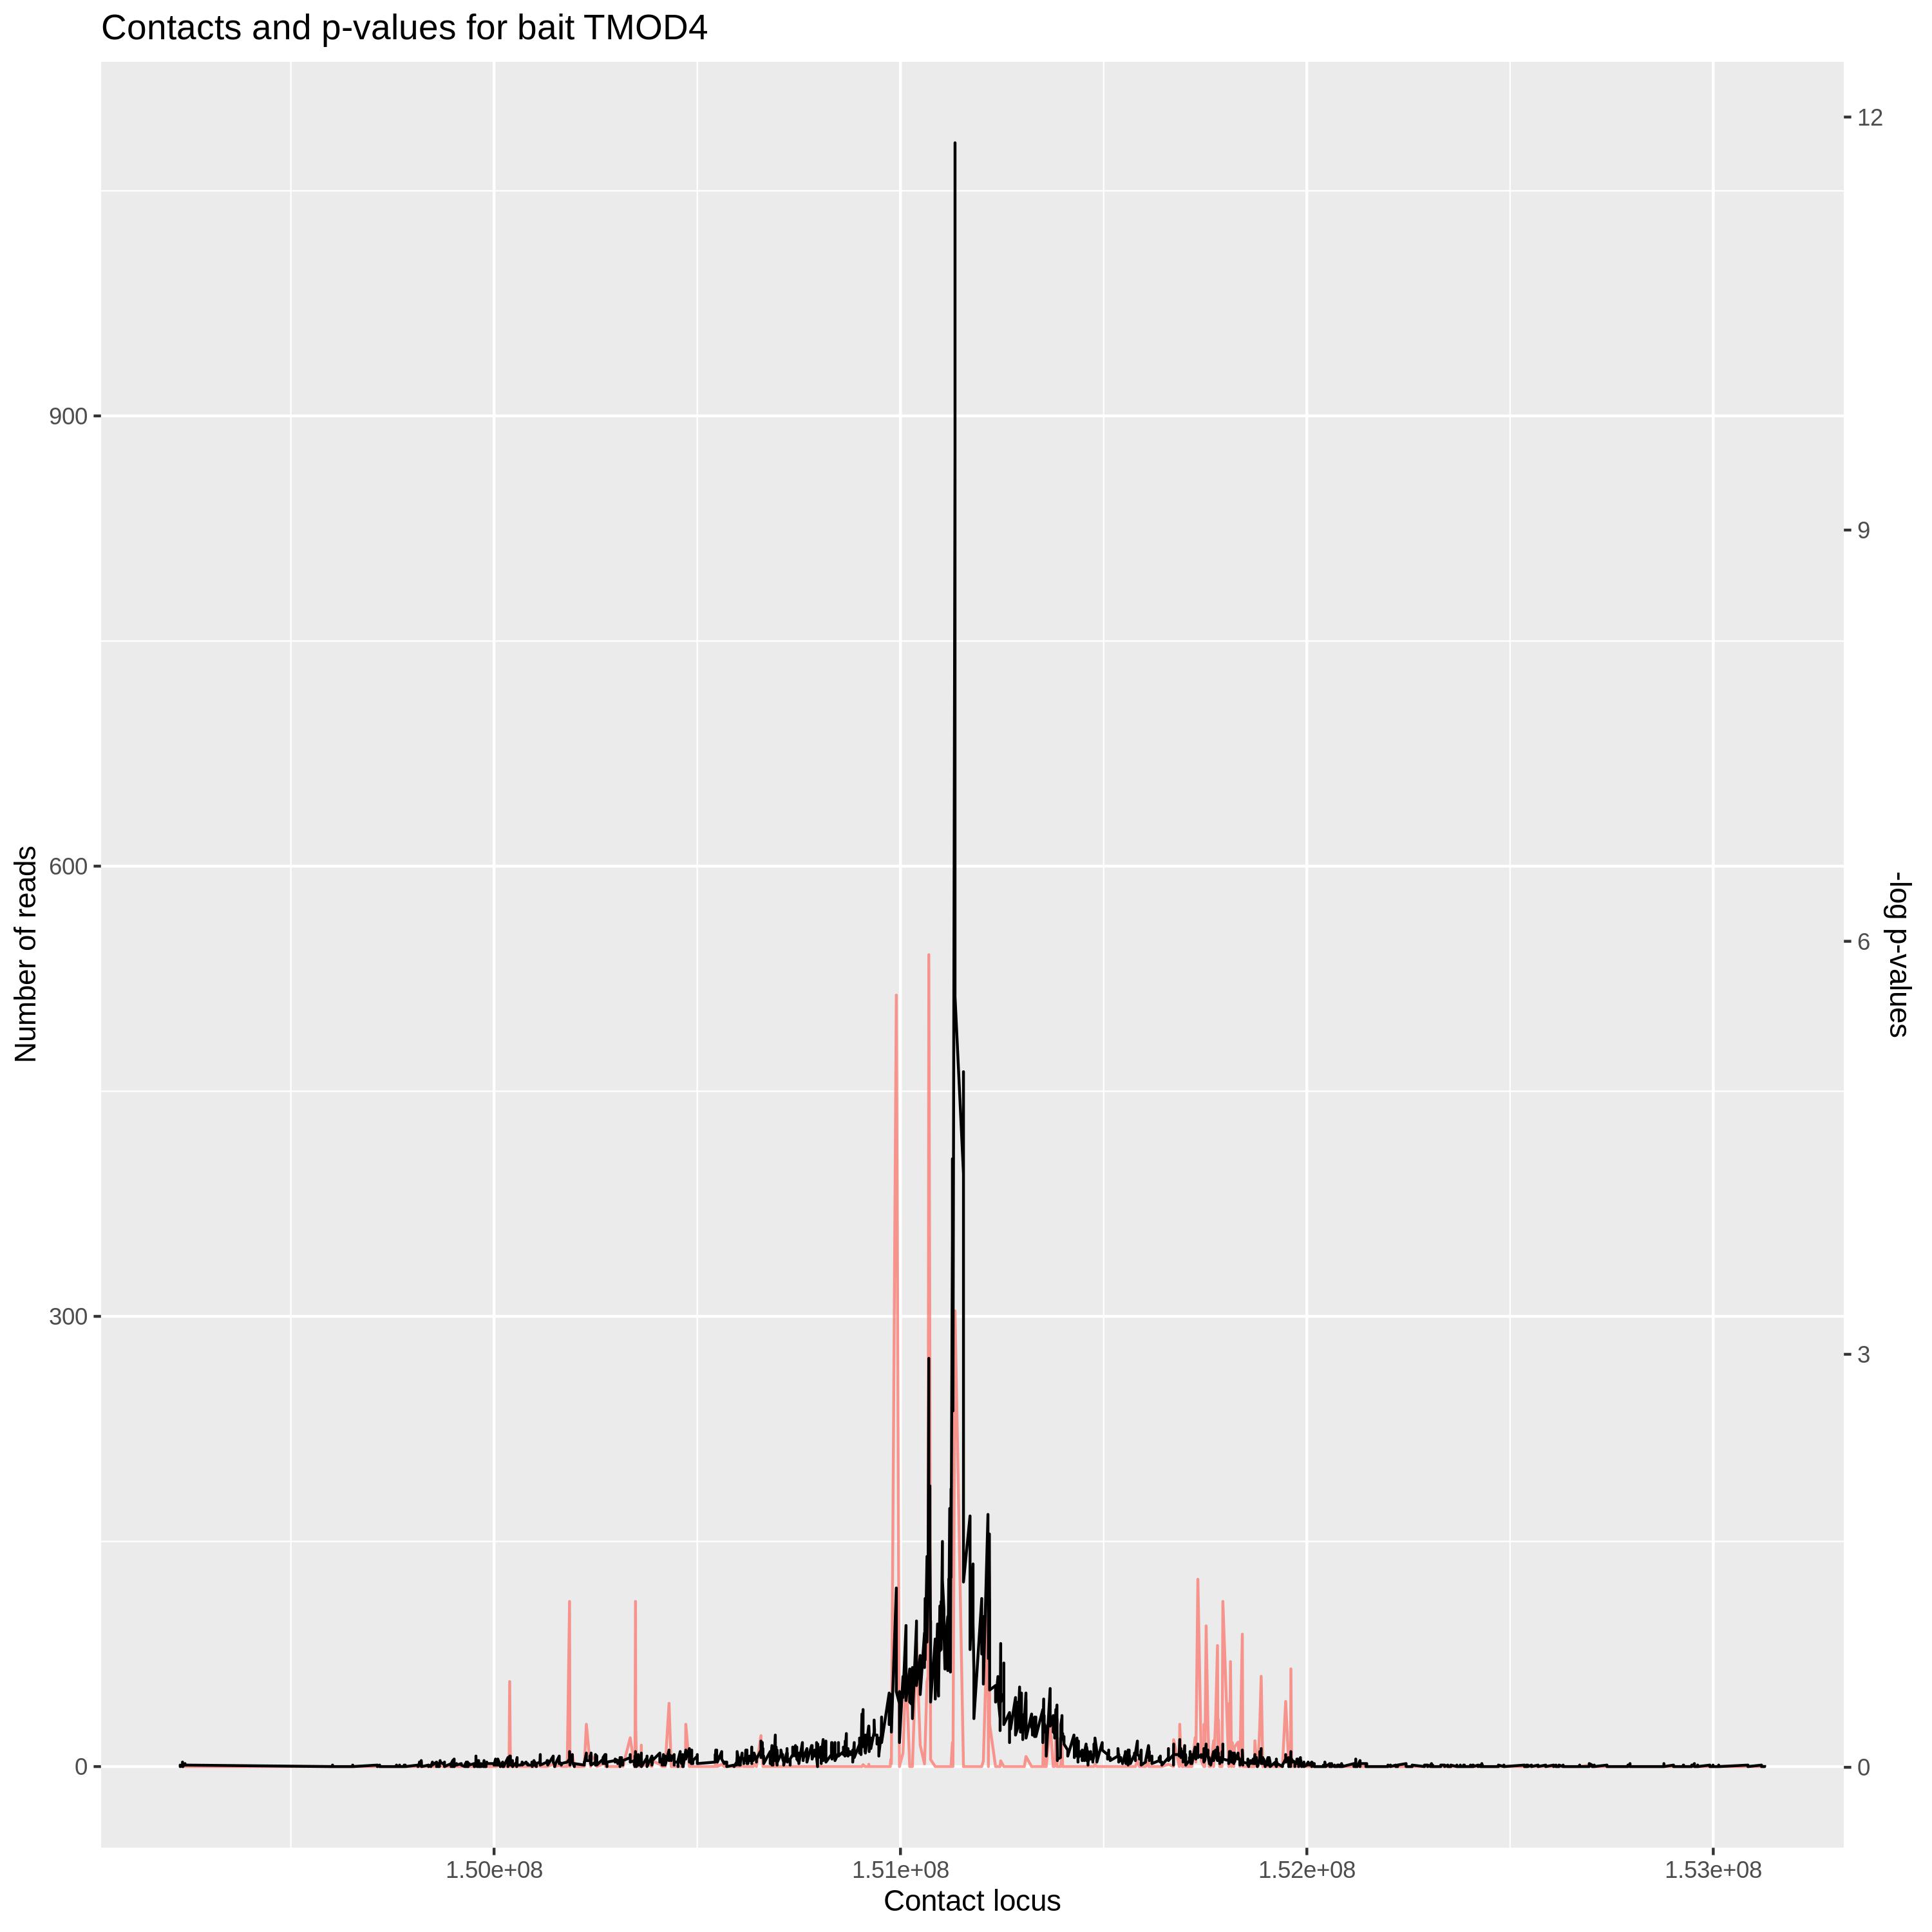 Contacts and p-values for bait TMOD4
Number of reads
900
600
300
0
12
9
6
3
0
-log p-values
1.50e+08
1.51e+08
1.52e+08
1.53e+08
Contact locus